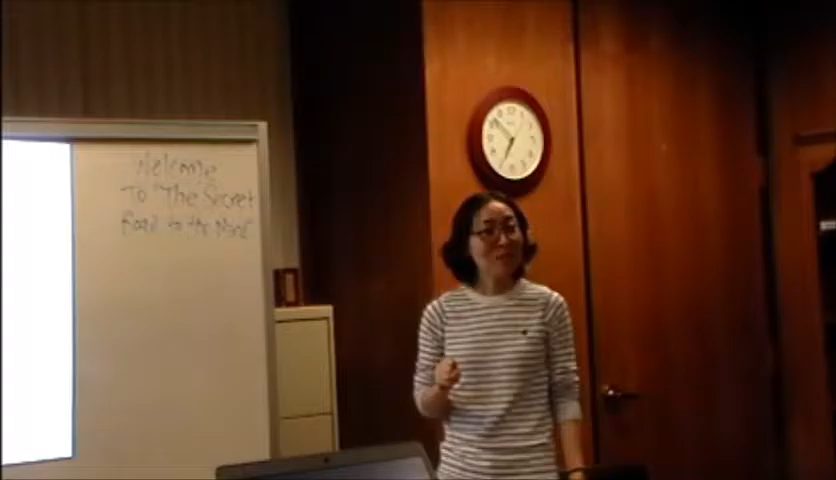 Welcome
To "The Secret
Road to the Mind"